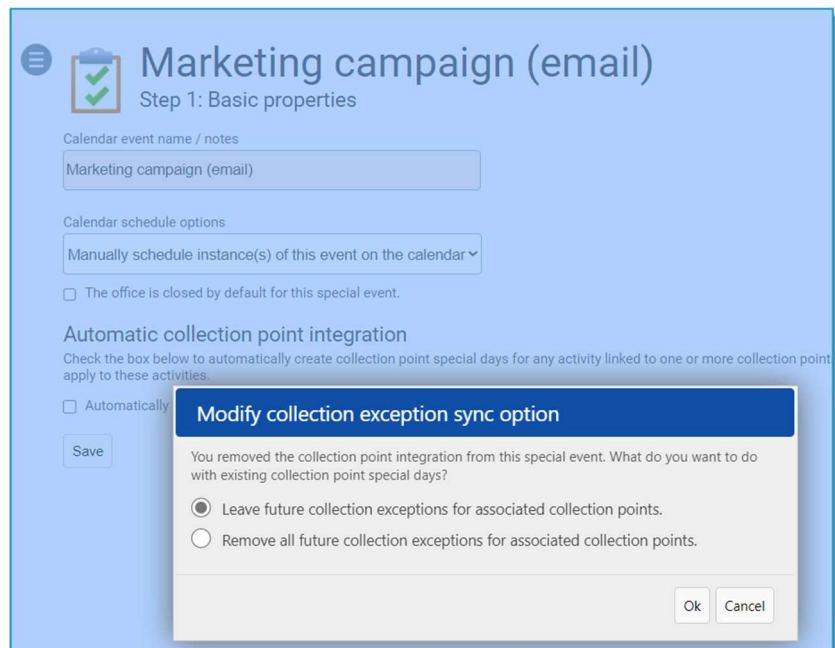 Marketing campaign (email)
Step 1: Basic properties
Calendar event name / notes
Marketing campaign (email)
Calendar schedule options
Manually schedule instance(s) of this event on the calendar
The office is closed by default for this special event.
Automatic collection point integration
Check the box below to automatically create collection point special days for any activity linked to one or more collection point
apply to these activities.
Automatically
Save
Modify collection exception sync option
You removed the collection point integration from this special event. What do you want to do
with existing collection point special days?
Leave future collection exceptions for associated collection points.
Remove all future collection exceptions for associated collection points.
Ok Cancel